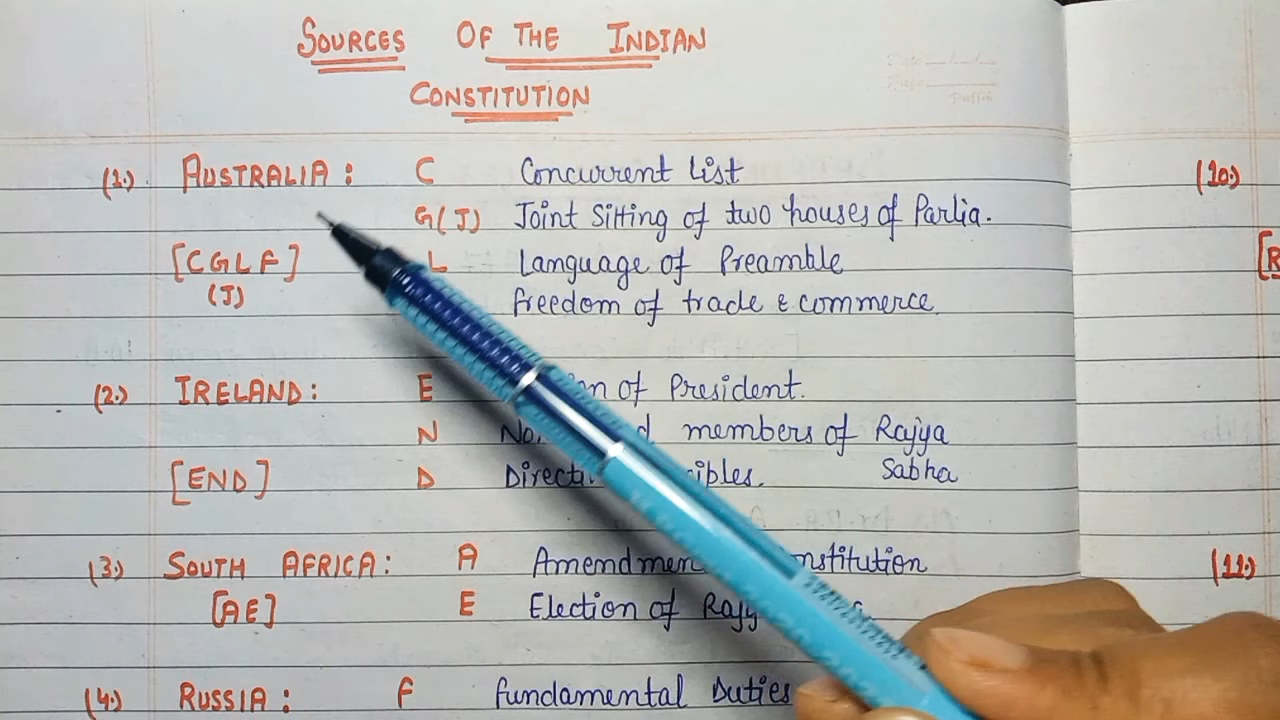 SOURCES OF THE INDIAN
CONSTITUTION
(1.) AUSTRALIA : C Concurrent list
G(J) Joint Sitting of two houses of Parlia.
[CGLF] L Language of Preamble
(J) freedom of trade & commerce.
(2.) IRELAND : E of President.
N members of Rajya
Sabha
[END] D
(3.) SOUTH AFRICA : A
[AE] E Election of
(4.) RUSSIA : F fundamental Duties
(10.)
[R
(11.)